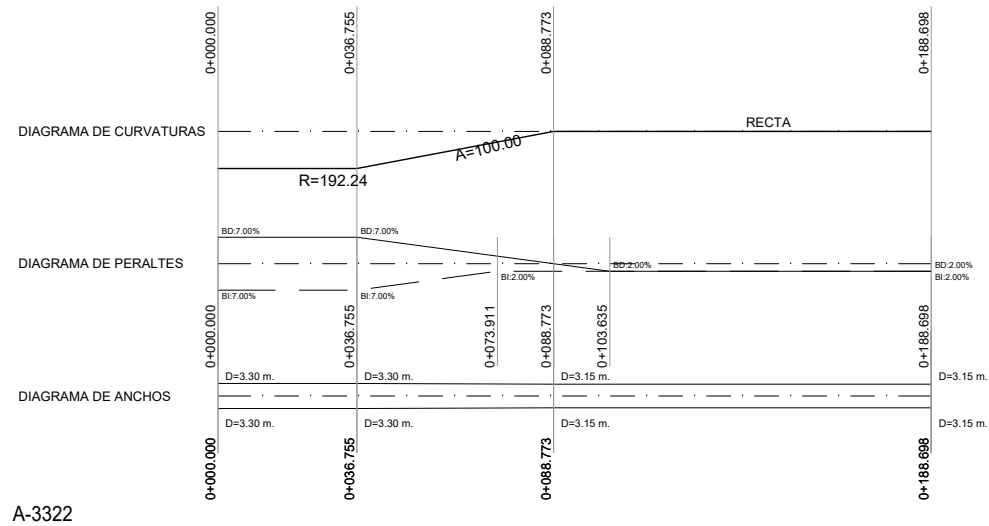 0+000.000
0+036.755
0+088.773
0+188.698
DIAGRAMA DE CURVATURAS
RECTA
A=100.00
R=192.24
BD:7.00%
BD:7.00%
DIAGRAMA DE PERALTES
BD:2.00%
BD:2.00%
BI:2.00%
BI:2.00%
BI:7.00%
BI:7.00%
0+000.000
0+036.755
0+073.911
0+088.773
0+103.635
0+188.698
D=3.30 m.
D=3.30 m.
D=3.15 m.
D=3.15 m.
DIAGRAMA DE ANCHOS
D=3.30 m.
D=3.30 m.
D=3.15 m.
D=3.15 m.
0+000.000
0+036.755
0+088.773
0+188.698
A-3322